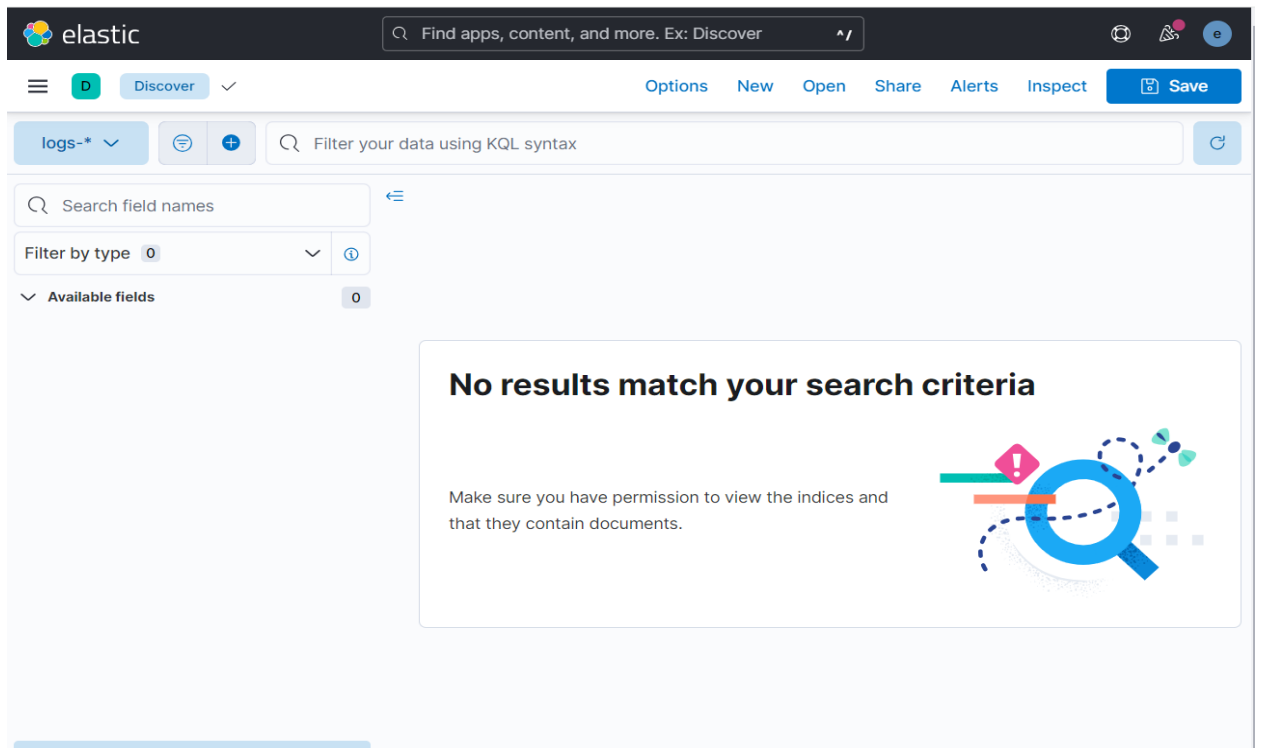 elastic
Find apps, content, and more. Ex: Discover ^/
e
D Discover
Options New Open Share Alerts Inspect Save
logs-*
Filter your data using KQL syntax
Search field names
Filter by type 0
Available fields 0
No results match your search criteria
Make sure you have permission to view the indices and
that they contain documents.